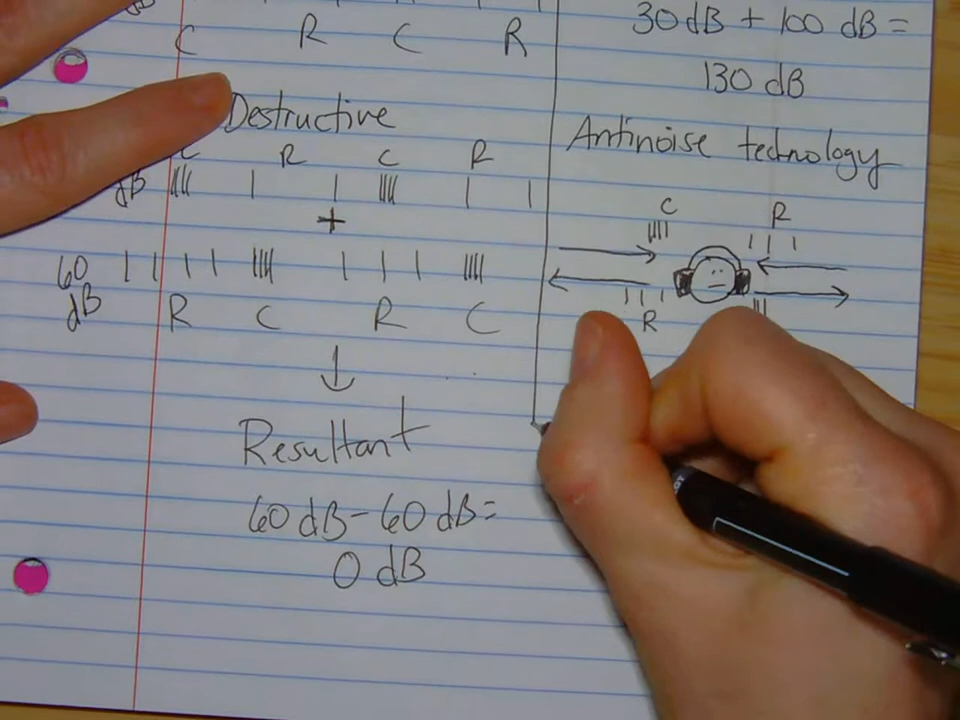 C R C R
Destructive
C R C R
dB
+
60
dB
R C R C
↓
Resultant
60 dB - 60 dB =
0 dB
30 dB + 100 dB =
130 dB
Antinoise technology
C R
R